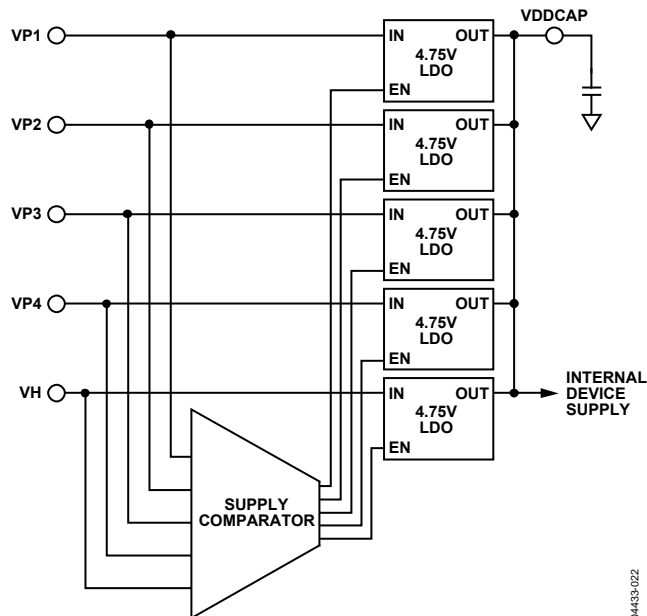 VP1
IN OUT
4.75V
LDO
EN
VDDCAP
VP2
IN OUT
4.75V
LDO
EN
VP3
IN OUT
4.75V
LDO
EN
VP4
IN OUT
4.75V
LDO
EN
VH
IN OUT
4.75V
LDO
EN
INTERNAL
DEVICE
SUPPLY
SUPPLY
COMPARATOR
04433-022